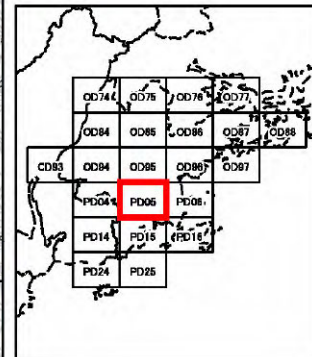 OD74 OD75 OD76 OD77
OD84 OD85 OD86 OD87 OD88
CD93 OD94 OD95 OD96 OD97
PD04 PD05 PD06
PD14 PD15 PD16
PD24 PD25